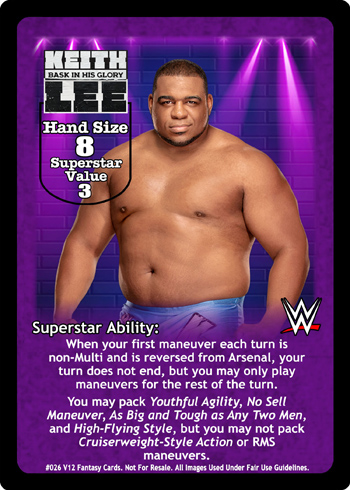 KEITH
BASK IN HIS GLORY
LEE
Hand Size
8
Superstar
Value
3
W
Superstar Ability:
When your first maneuver each turn is
non-Multi and is reversed from Arsenal, your
turn does not end, but you may only play
maneuvers for the rest of the turn.
You may pack Youthful Agility, No Sell
Maneuver, As Big and Tough as Any Two Men,
and High-Flying Style, but you may not pack
Cruiserweight-Style Action or RMS
maneuvers.
#026 V12 Fantasy Cards. Not For Resale. All Images Used Under Fair Use Guidelines.